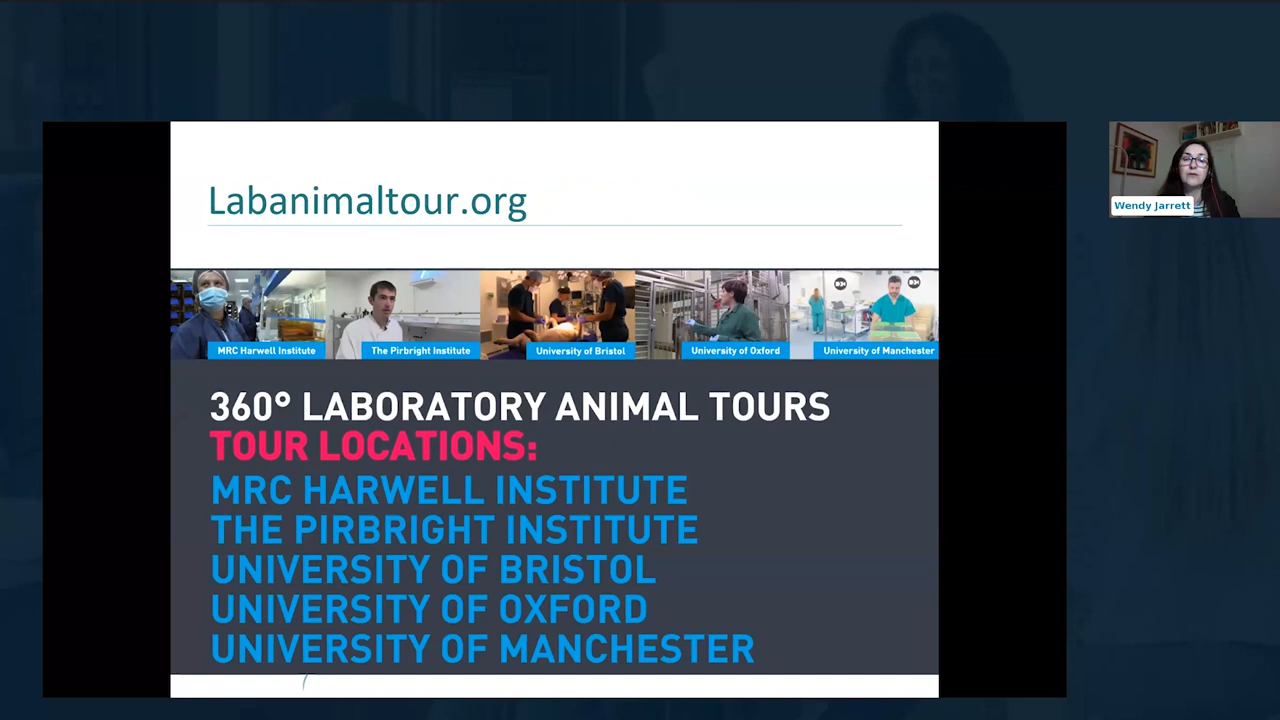 Labanimaltour.org
Wendy Jarrett
MRC Harwell Institute
The Pirbright Institute
University of Bristol
University of Oxford
University of Manchester
360° LABORATORY ANIMAL TOURS
TOUR LOCATIONS:
MRC HARWELL INSTITUTE
THE PIRBRIGHT INSTITUTE
UNIVERSITY OF BRISTOL
UNIVERSITY OF OXFORD
UNIVERSITY OF MANCHESTER